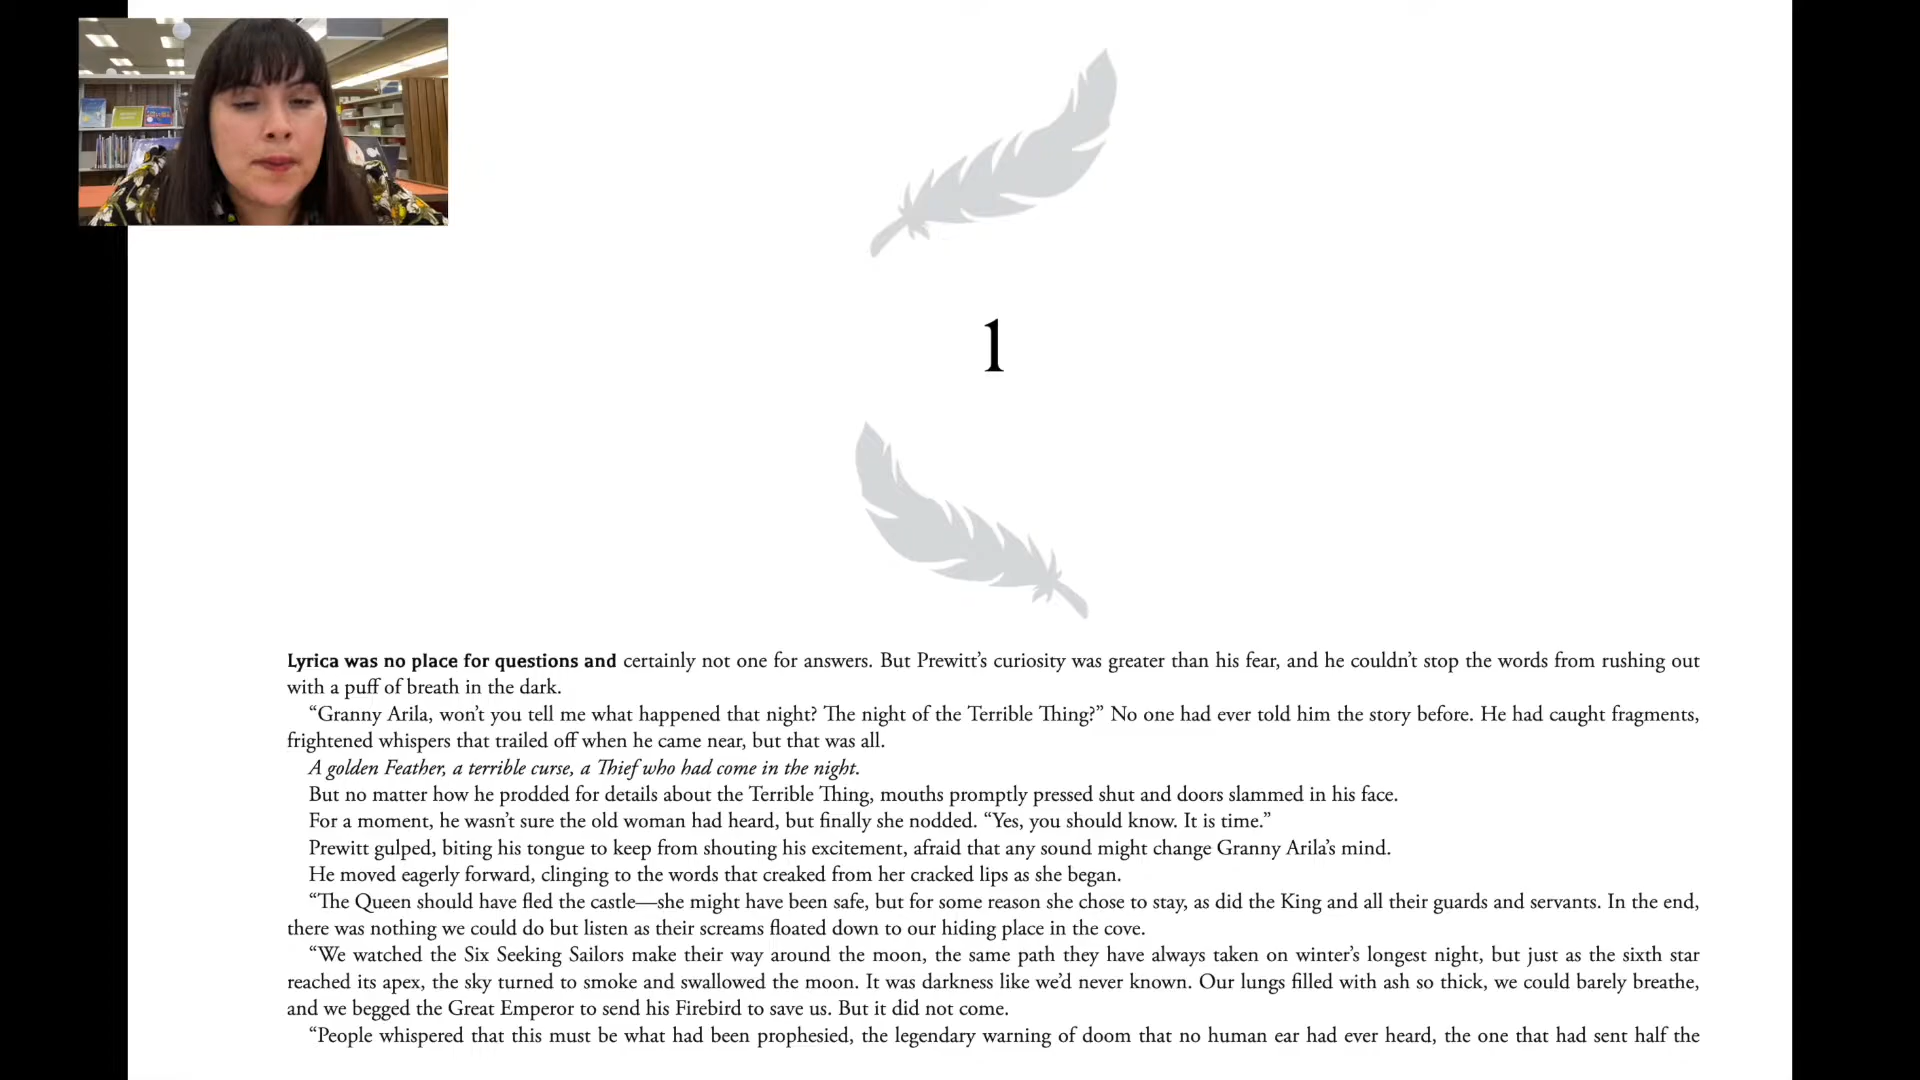 1
Lyrica was no place for questions and certainly not one for answers. But Prewitt’s curiosity was greater than his fear, and he couldn’t stop the words from rushing out
with a puff of breath in the dark.
“Granny Arila, won’t you tell me what happened that night? The night of the Terrible Thing?” No one had ever told him the story before. He had caught fragments,
frightened whispers that trailed off when he came near, but that was all.
A golden Feather, a terrible curse, a Thief who had come in the night.
But no matter how he prodded for details about the Terrible Thing, mouths promptly pressed shut and doors slammed in his face.
For a moment, he wasn’t sure the old woman had heard, but finally she nodded. “Yes, you should know. It is time.”
Prewitt gulped, biting his tongue to keep from shouting his excitement, afraid that any sound might change Granny Arila’s mind.
He moved eagerly forward, clinging to the words that creaked from her cracked lips as she began.
“The Queen should have fled the castle—she might have been safe, but for some reason she chose to stay, as did the King and all their guards and servants. In the end,
there was nothing we could do but listen as their screams floated down to our hiding place in the cove.
“We watched the Six Seeking Sailors make their way around the moon, the same path they have always taken on winter’s longest night, but just as the sixth star
reached its apex, the sky turned to smoke and swallowed the moon. It was darkness like we’d never known. Our lungs filled with ash so thick, we could barely breathe,
and we begged the Great Emperor to send his Firebird to save us. But it did not come.
“People whispered that this must be what had been prophesied, the legendary warning of doom that no human ear had ever heard, the one that had sent half the